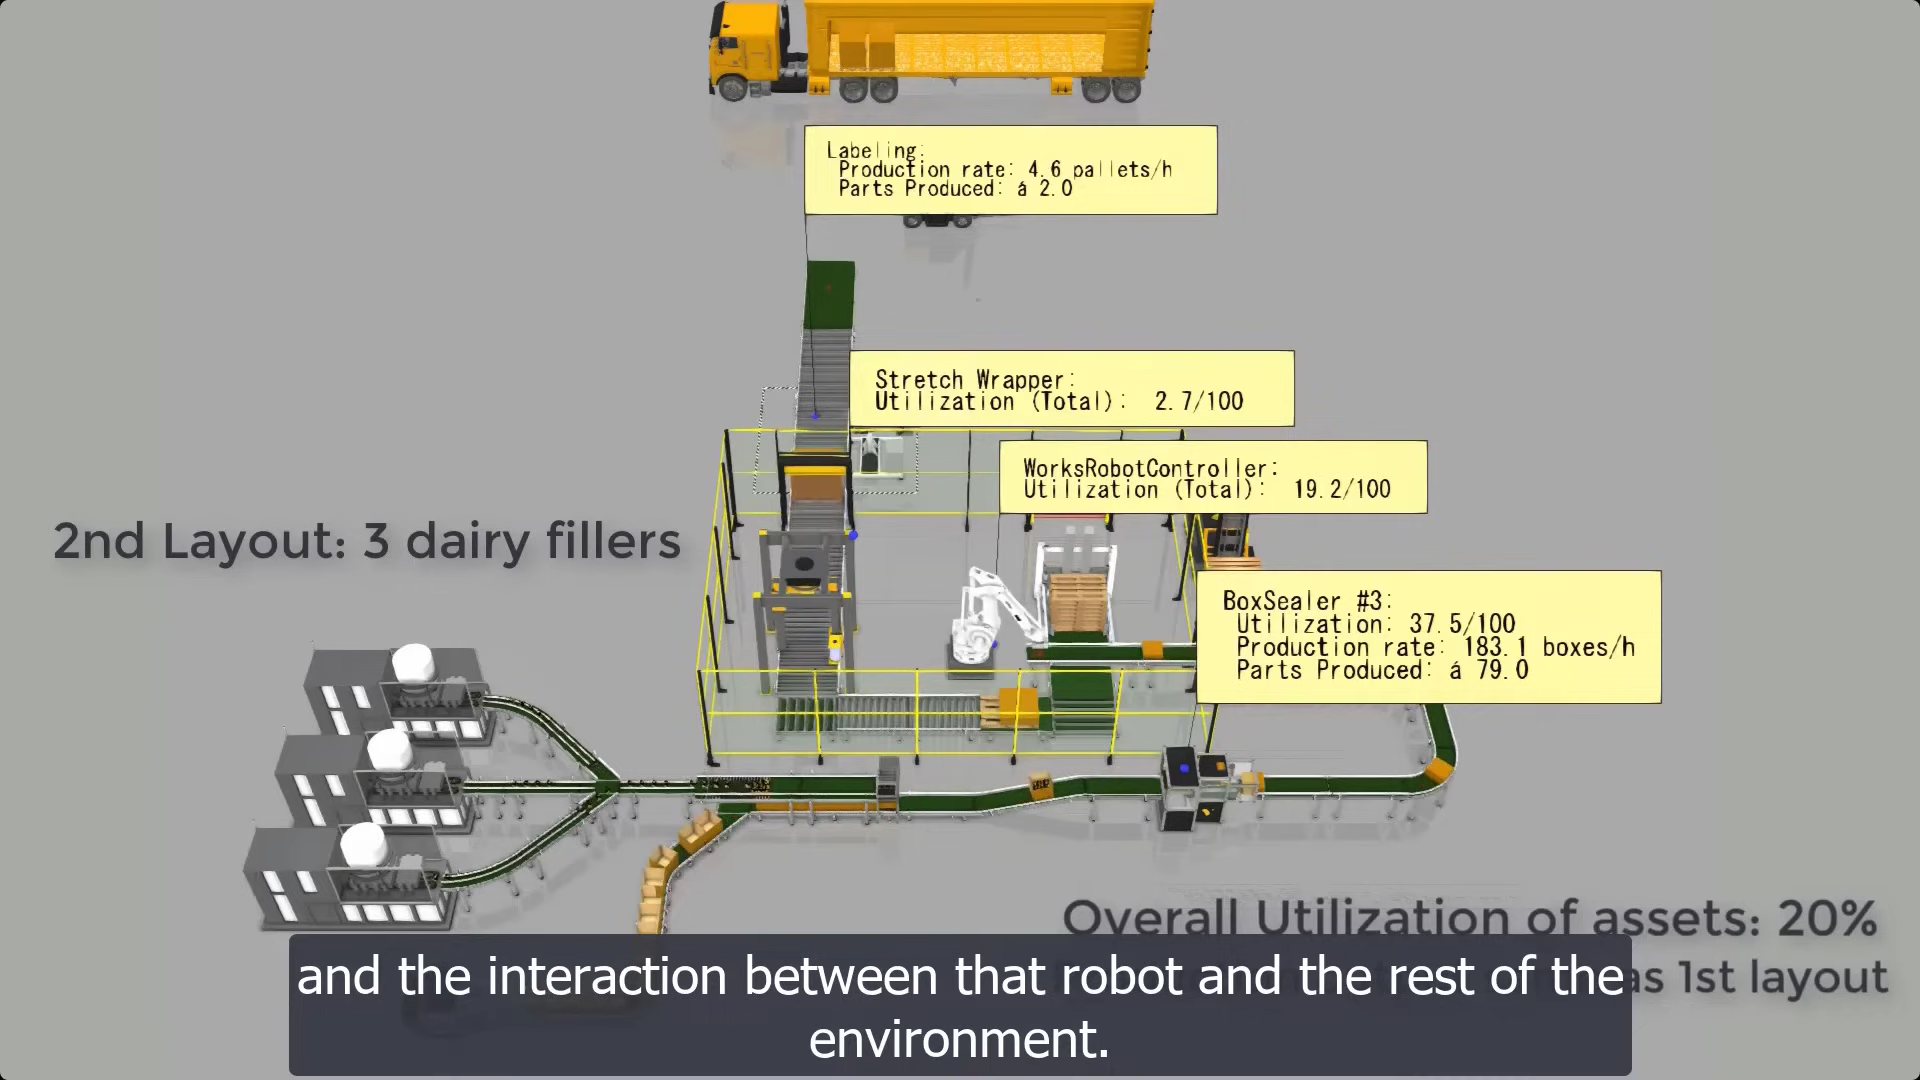 Labeling:
Production rate: 4.6 pallets/h
Parts Produced: á 2.0
Stretch Wrapper:
Utilization (Total): 2.7/100
WorksRobotController:
Utilization (Total): 19.2/100
2nd Layout: 3 dairy fillers
BoxSealer #3:
Utilization: 37.5/100
Production rate: 183.1 boxes/h
Parts Produced: á 79.0
Overall Utilization of assets: 20%
as 1st layout
and the interaction between that robot and the rest of the
environment.